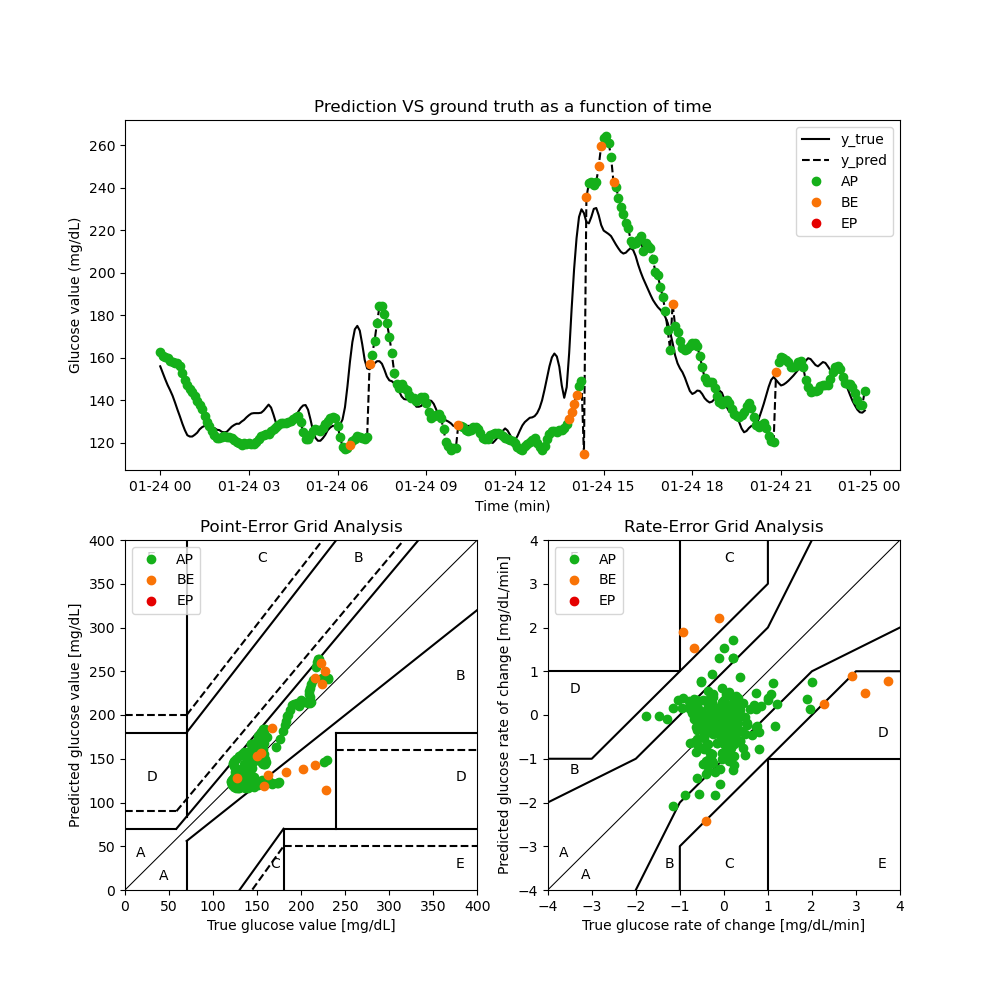 Prediction VS ground truth as a function of time
Glucose value (mg/dL)
260
240
220
200
180
160
140
120
y_true
y_pred
AP
BE
EP
01-24 00 01-24 03 01-24 06 01-24 09 01-24 12 01-24 15 01-24 18 01-24 21 01-25 00
Time (min)
Point-Error Grid Analysis
Predicted glucose value [mg/dL]
400
350
300
250
200
150
100
50
0
AP
BE
EP
C
B
B
D
D
A
A
C
E
0 50 100 150 200 250 300 350 400
True glucose value [mg/dL]
Rate-Error Grid Analysis
Predicted glucose rate of change [mg/dL/min]
4
3
2
1
0
−1
−2
−3
−4
AP
BE
EP
C
D
D
B
A
A
B
C
E
−4 −3 −2 −1 0 1 2 3 4
True glucose rate of change [mg/dL/min]